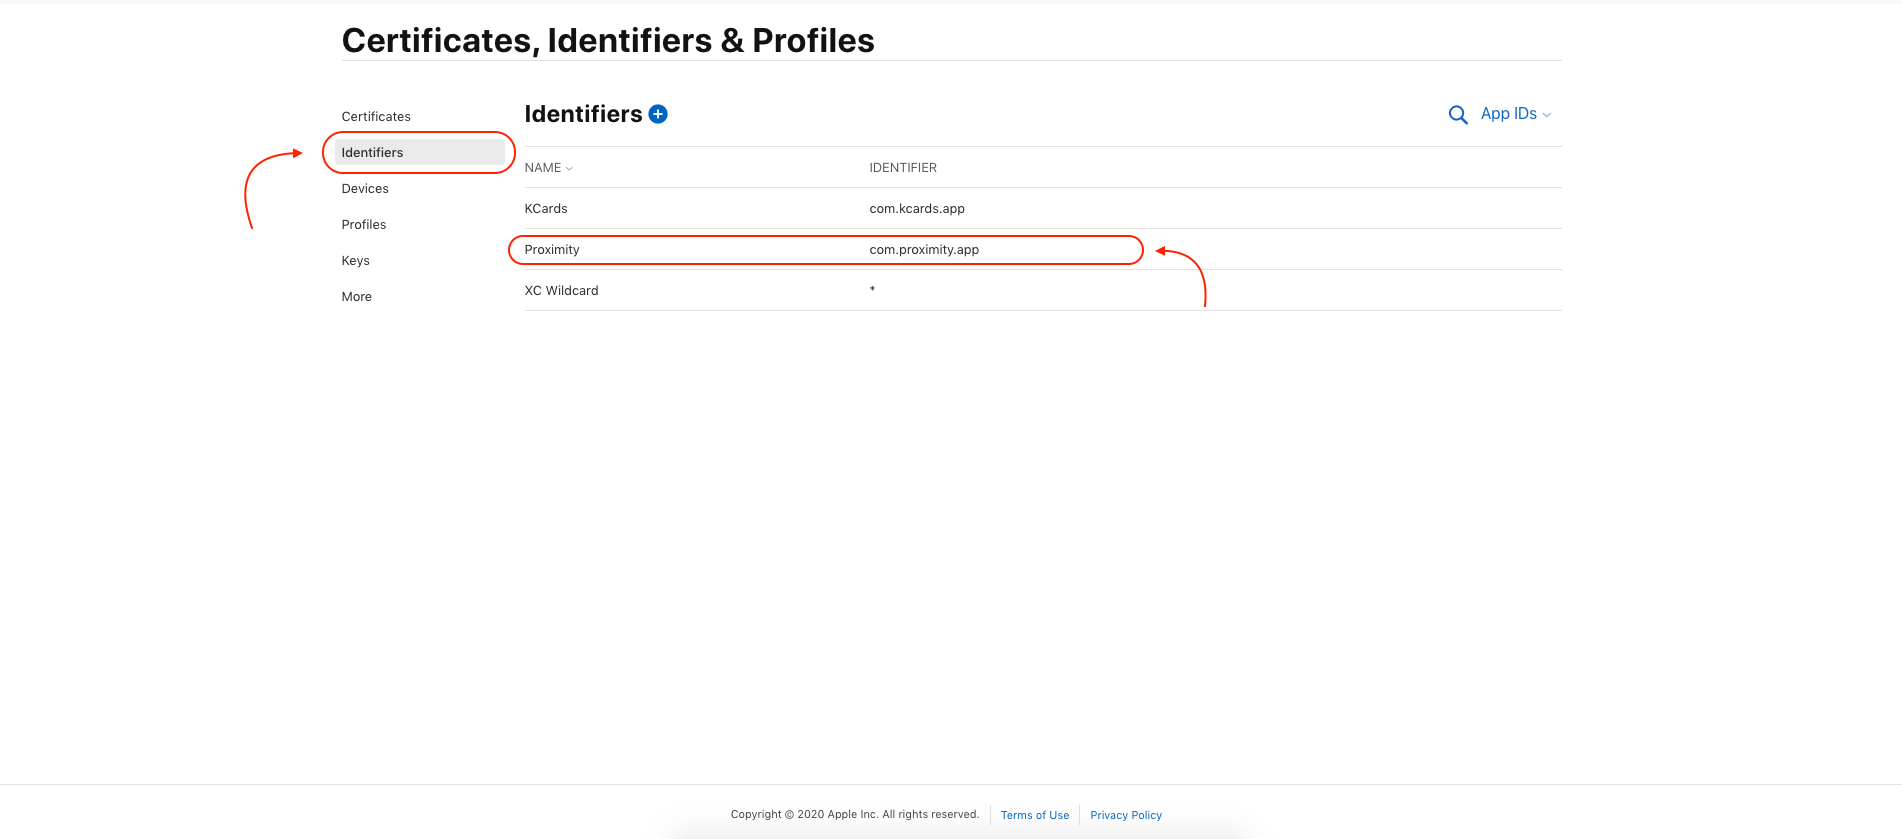 Certificates, Identifiers & Profiles
Certificates
Identifiers
Devices
Profiles
Keys
More
Identifiers
App IDs
NAME IDENTIFIER
KCards com.kcards.app
Proximity com.proximity.app
XC Wildcard *
Copyright © 2020 Apple Inc. All rights reserved. Terms of Use Privacy Policy